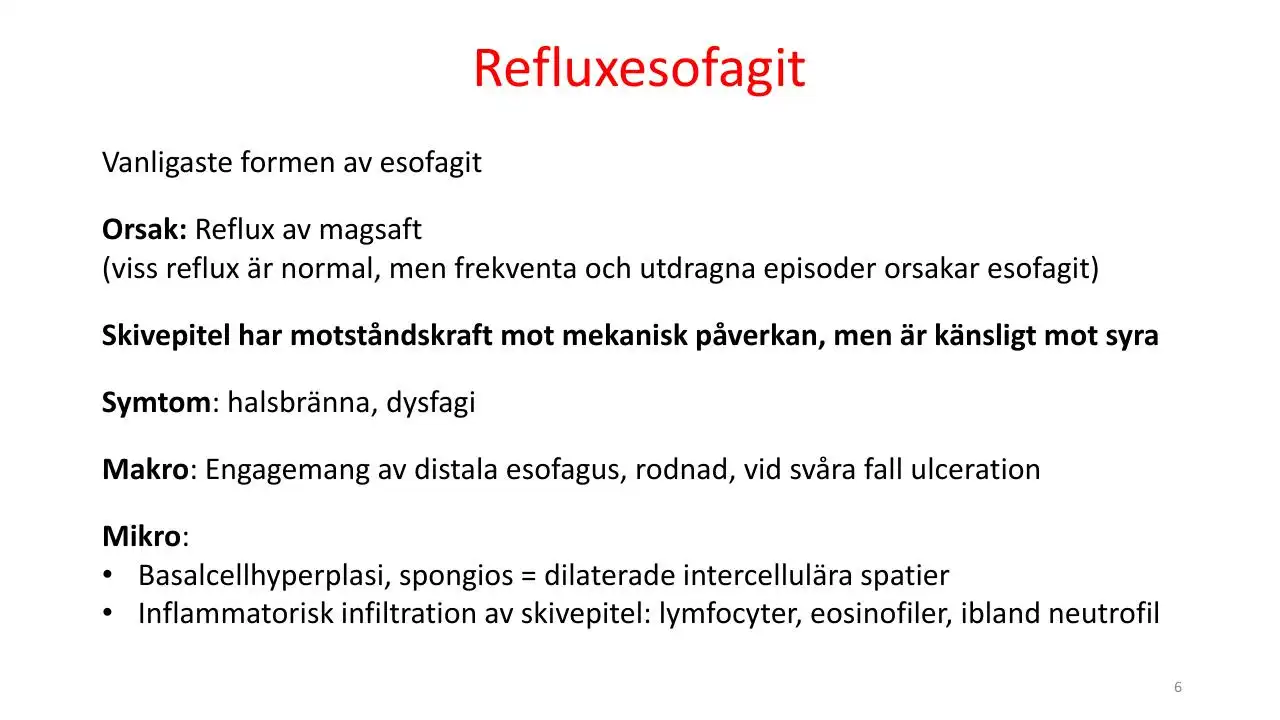 Refluxesofagit
Vanligaste formen av esofagit
Orsak: Reflux av magsaft
(viss reflux är normal, men frekventa och utdragna episoder orsakar esofagit)
Skivepitel har motståndskraft mot mekanisk påverkan, men är känsligt mot syra
Symtom: halsbränna, dysfagi
Makro: Engagemang av distala esofagus, rodnad, vid svåra fall ulceration
Mikro:
• Basalcellhyperplasi, spongios = dilaterade intercellulära spatier
• Inflammatorisk infiltration av skivepitel: lymfocyter, eosinofiler, ibland neutrofil
6